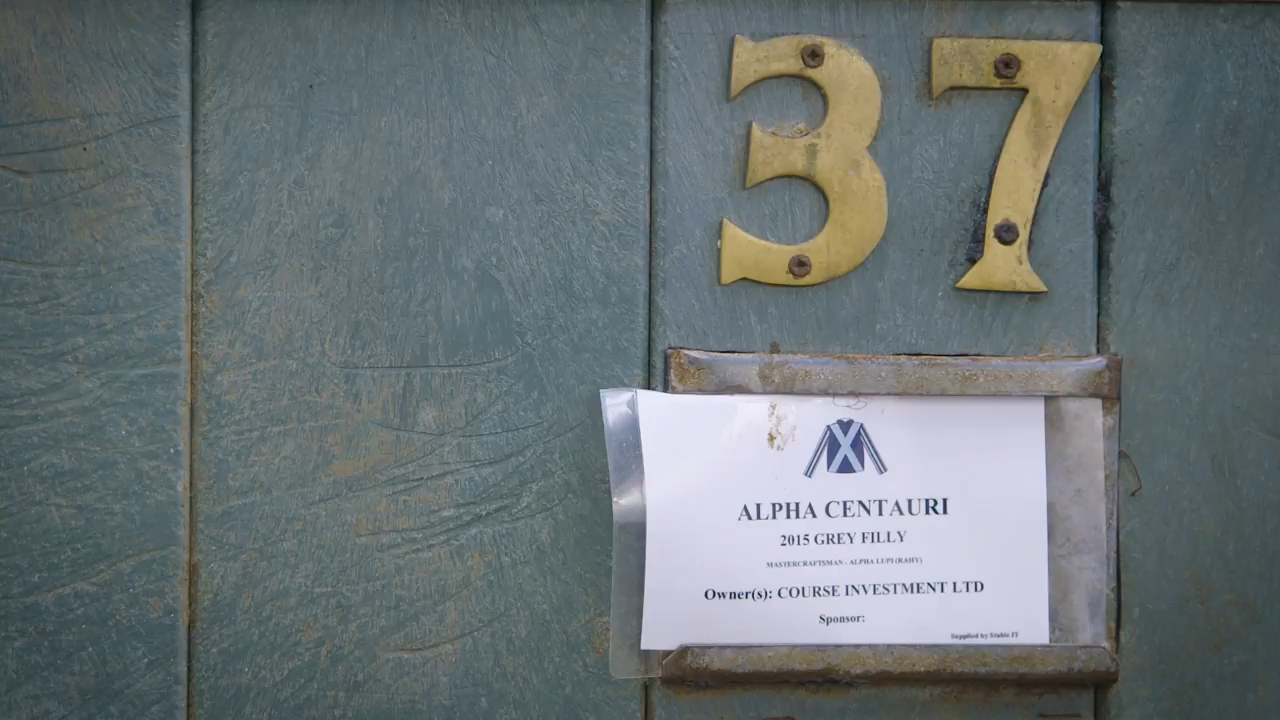 37
ALPHA CENTAURI
2015 GREY FILLY
MASTERCRAFTSMAN - ALPHA LUPI (RAHY)
Owner(s): COURSE INVESTMENT LTD
Sponsor:
Supplied by Stable IT